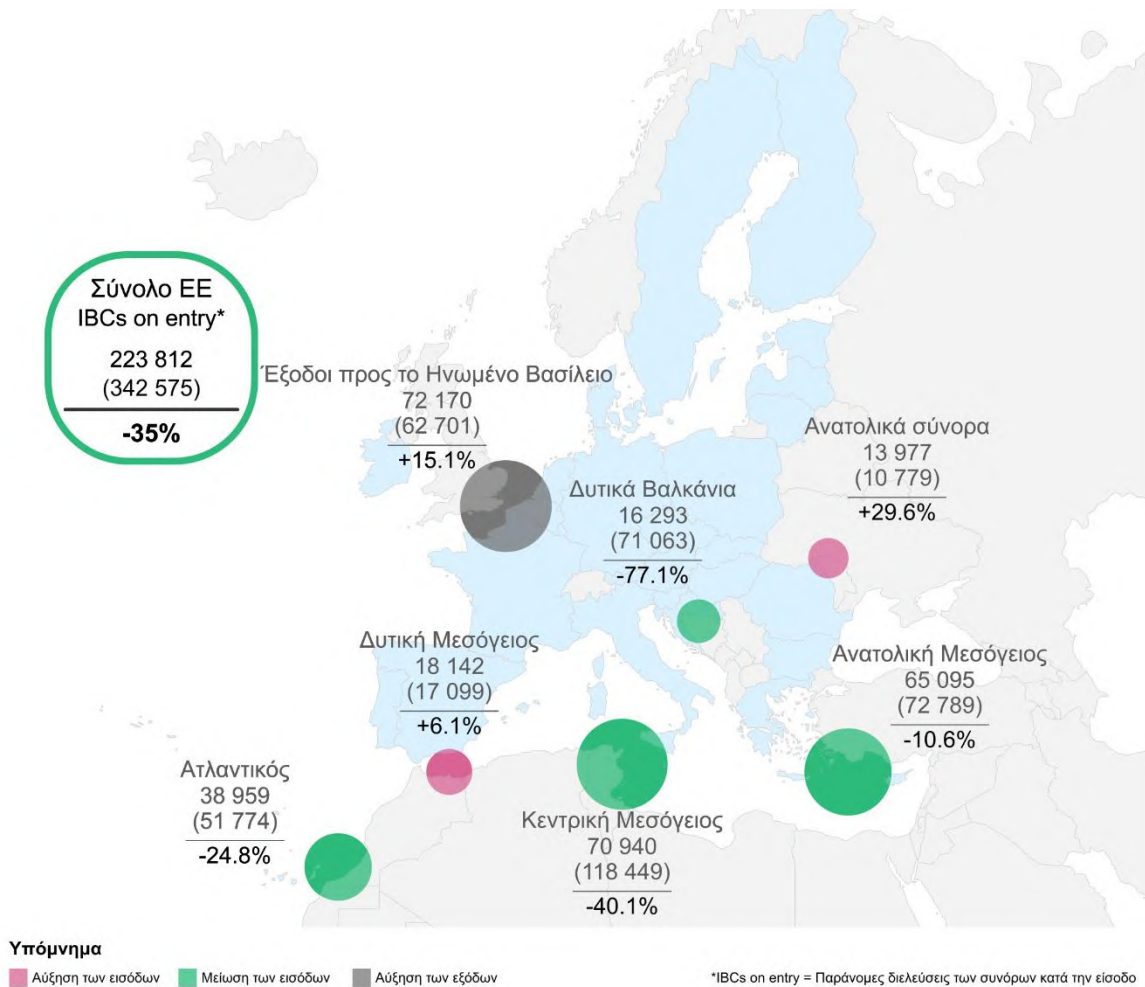 Σύνολο ΕΕ
IBCs on entry*
223 812
(342 575)
-35%
Έξοδοι προς το Ηνωμένο Βασίλειο
72 170
(62 701)
+15.1%
Ανατολικά σύνορα
13 977
(10 779)
+29.6%
Δυτικά Βαλκάνια
16 293
(71 063)
-77.1%
Δυτική Μεσόγειος
18 142
(17 099)
+6.1%
Ανατολική Μεσόγειος
65 095
(72 789)
-10.6%
Ατλαντικός
38 959
(51 774)
-24.8%
Κεντρική Μεσόγειος
70 940
(118 449)
-40.1%
Υπόμνημα
Αύξηση των εισόδων
Μείωση των εισόδων
Αύξηση των εξόδων
*IBCs on entry = Παράνομες διελεύσεις των συνόρων κατά την είσοδο